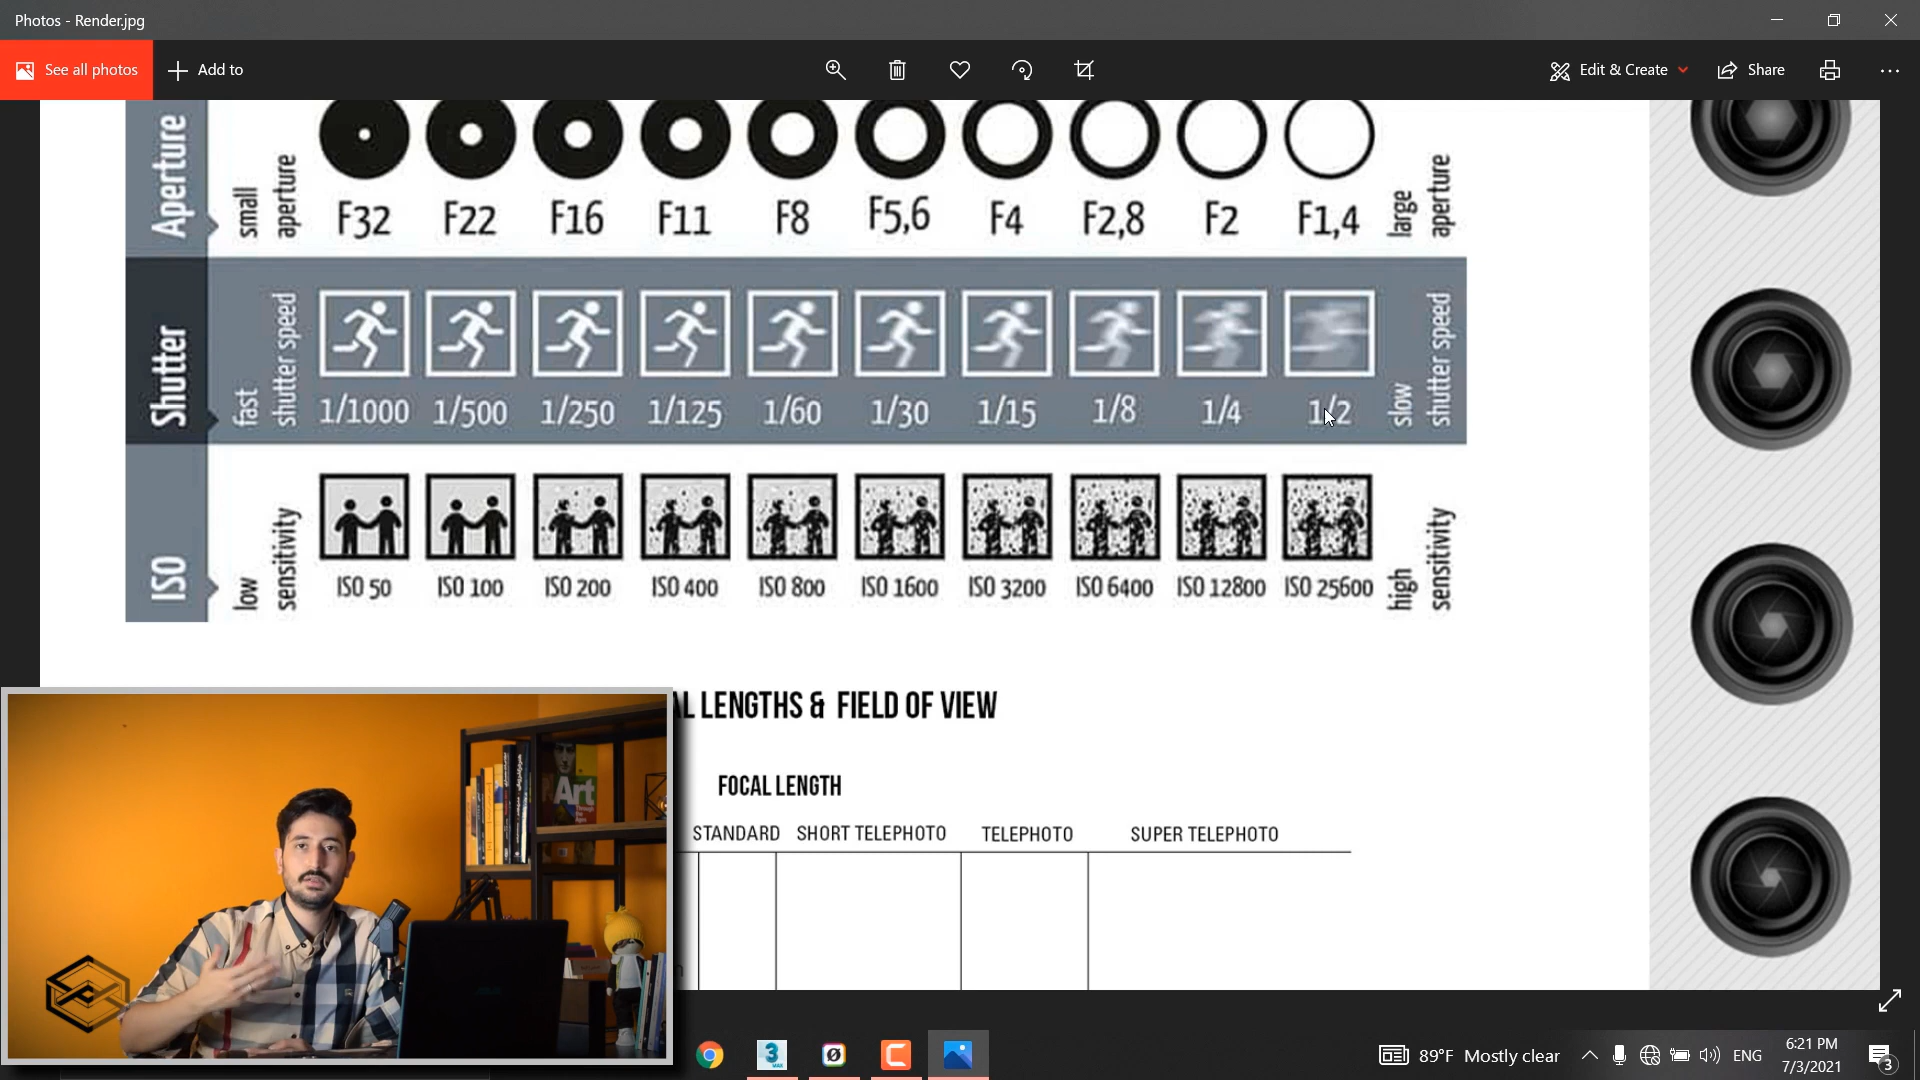 Photos - Render.jpg
See all photos
Add to
Edit & Create
Share
Aperture
small
aperture
F32 F22 F16 F11 F8 F5,6 F4 F2,8 F2 F1,4
large
aperture
Shutter
fast
shutter speed
1/1000 1/500 1/250 1/125 1/60 1/30 1/15 1/8 1/4 1/2
slow
shutter speed
ISO
low
sensitivity
ISO 50 ISO 100 ISO 200 ISO 400 ISO 800 ISO 1600 ISO 3200 ISO 6400 ISO 12800 ISO 25600
high
sensitivity
AL LENGTHS & FIELD OF VIEW
FOCAL LENGTH
STANDARD SHORT TELEPHOTO TELEPHOTO SUPER TELEPHOTO
Art
3
MAX
89°F Mostly clear
ENG
6:21 PM
7/3/2021
3